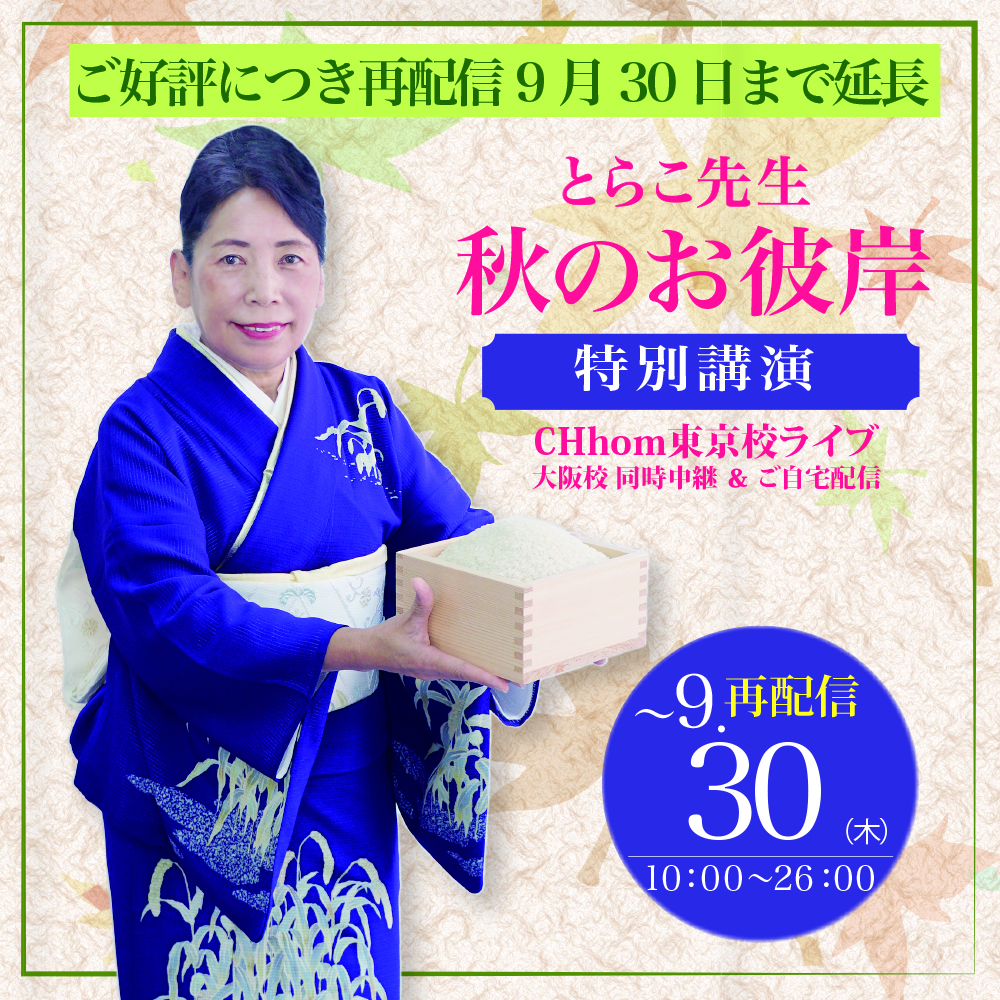 ご好評につき再配信9月30日まで延長
とらこ先生
秋のお彼岸
特別講演
CHhom東京校ライブ
大阪校 同時中継 & ご自宅配信
再配信
～9.
30
(木)
10:00～26:00